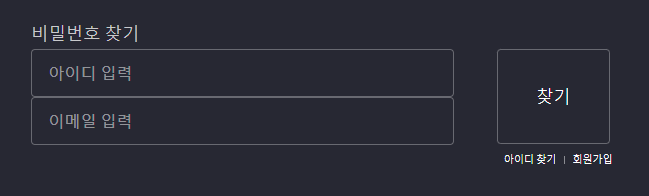 비밀번호 찾기
아이디 입력
이메일 입력
찾기
아이디 찾기 | 회원가입